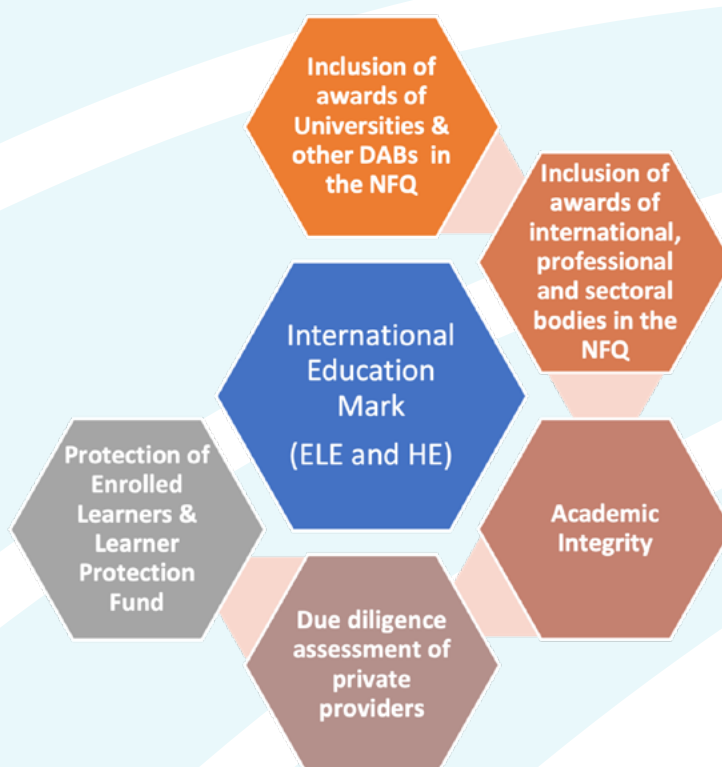 Inclusion of
awards of
Universities &
other DABs in
the NFQ
Inclusion of
awards of
international,
professional
and sectoral
bodies in the
NFQ
International
Education
Mark
(ELE and HE)
Protection of
Enrolled
Learners &
Learner
Protection
Fund
Academic
Integrity
Due diligence
assessment of
private
providers